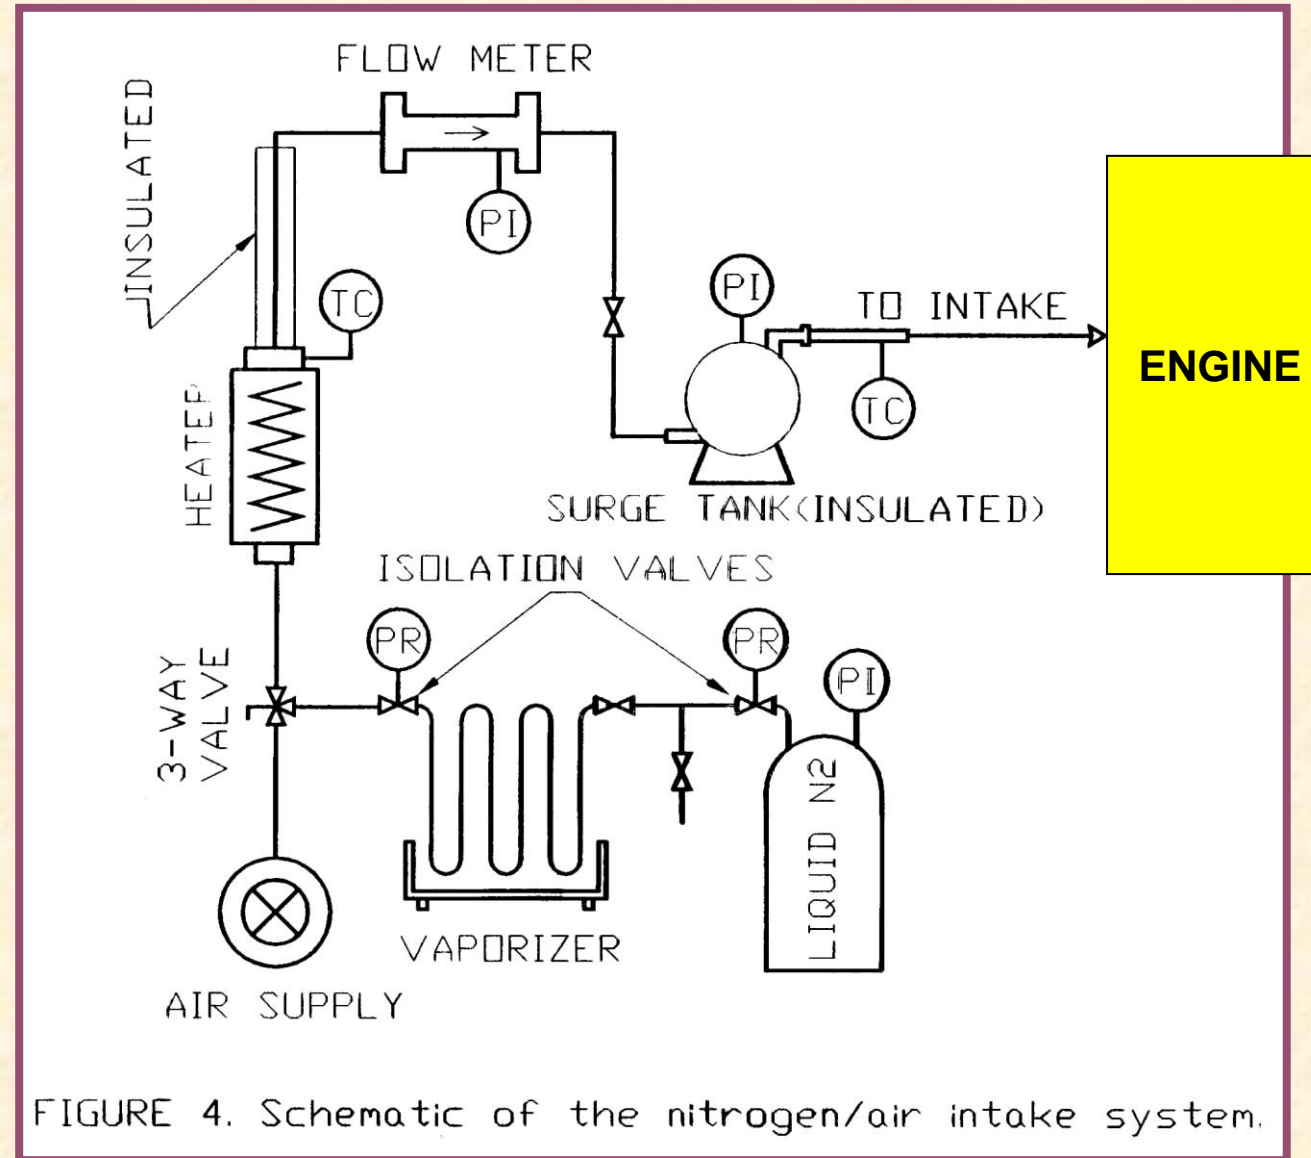 FLOW METER
INSULATED
PI
PI
TO INTAKE
ENGINE
TC
TC
HEATER
SURGE TANK(INSULATED)
ISOLATION VALVES
PR
PR
PI
3-WAY
VALVE
LIQUID N2
VAPORIZER
AIR SUPPLY
FIGURE 4. Schematic of the nitrogen/air intake system.